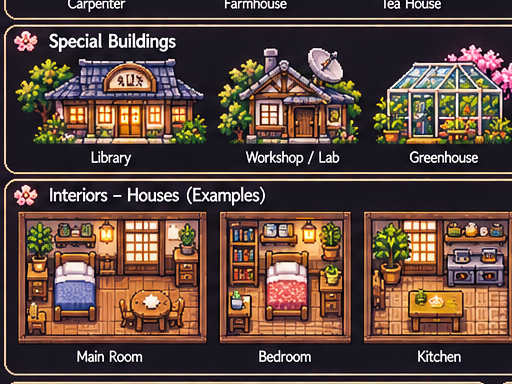 Carpenter
Farmhouse
Tea House
Special Buildings
Library
Workshop / Lab
Greenhouse
Interiors – Houses (Examples)
Main Room
Bedroom
Kitchen